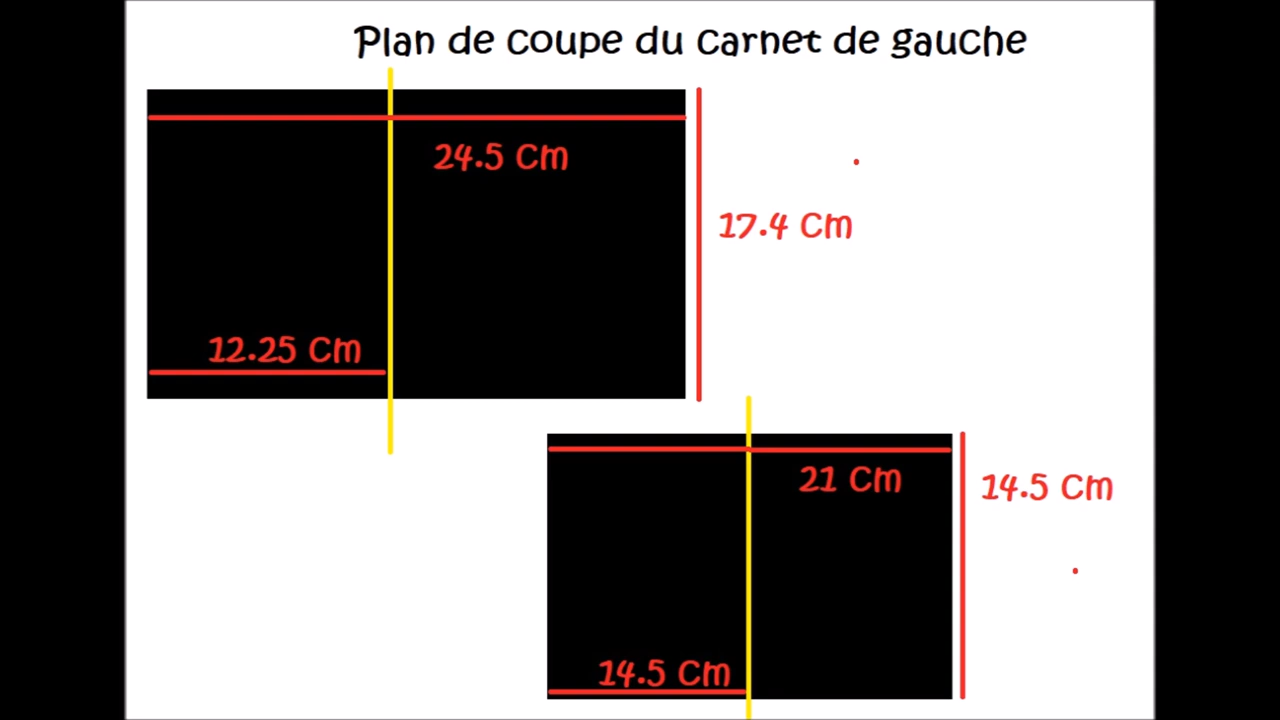 Plan de coupe du carnet de gauche
24.5 Cm
17.4 Cm
12.25 Cm
21 Cm
14.5 Cm
14.5 Cm